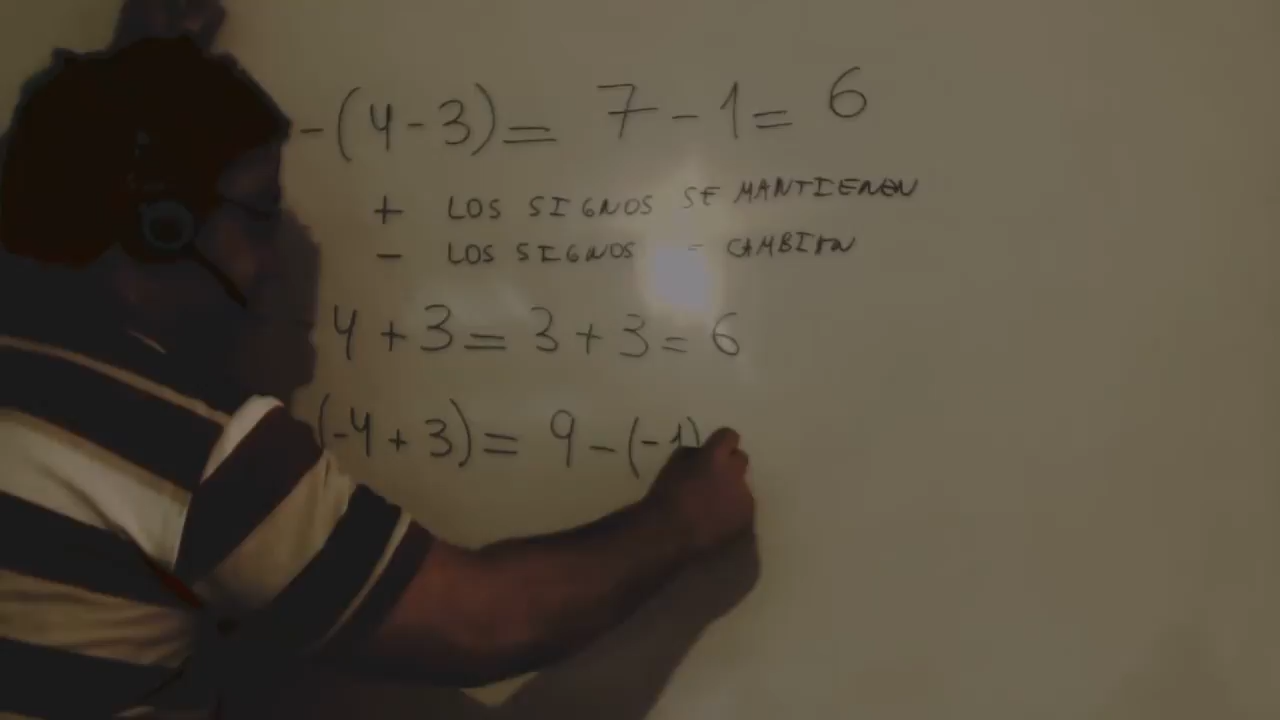 -(4-3)= 7-1= 6
+ LOS SIGNOS SE MANTIENEN
- LOS SIGNOS CAMBIAN
4+3=3+3=6
(-4+3)= 9-(-1)